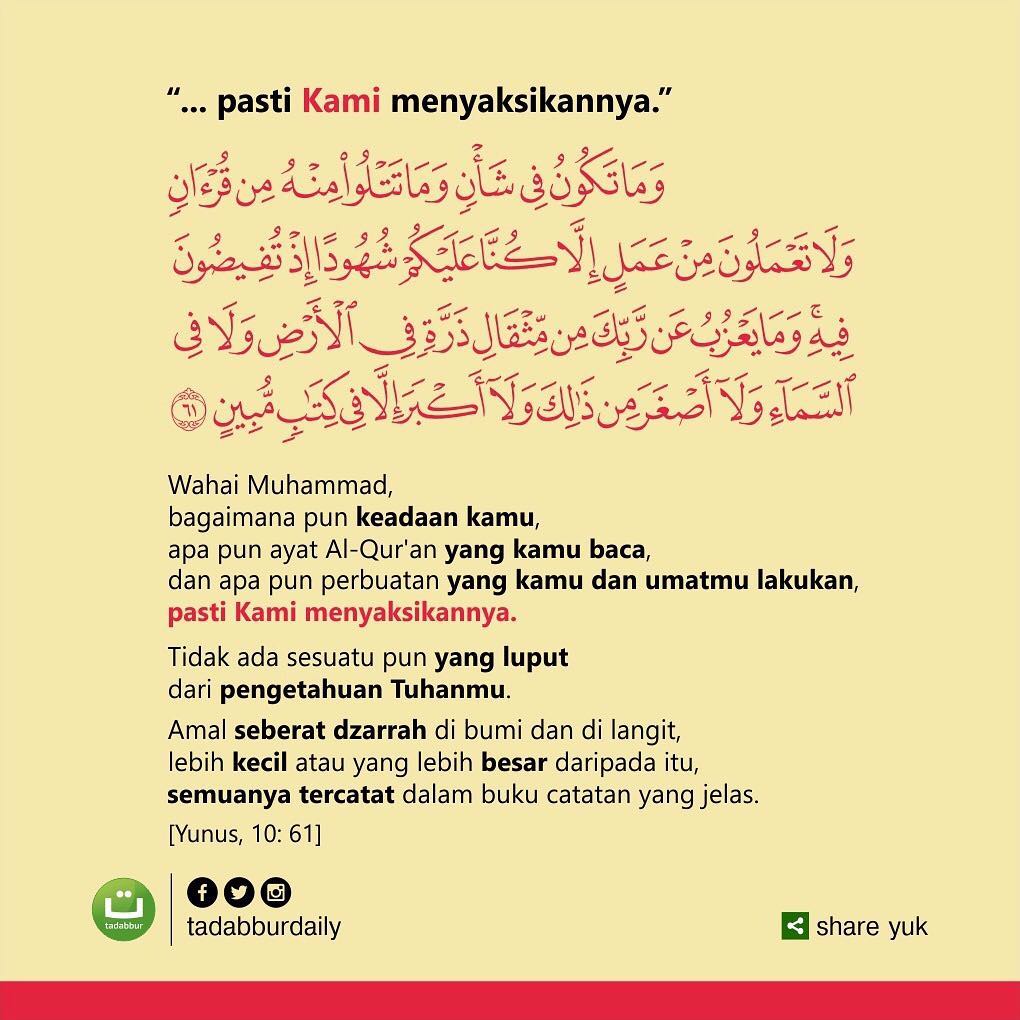 “... pasti Kami menyaksikannya.”
وَمَا تَكُونُ فِى شَأْنٍ وَمَا تَتْلُوا۟ مِنْهُ مِن قُرْءَانٍ
وَلَا تَعْمَلُونَ مِنْ عَمَلٍ إِلَّا كُنَّا عَلَيْكُمْ شُهُودًا إِذْ تُفِيضُونَ
فِيهِ ۚ وَمَا يَعْزُبُ عَن رَّبِّكَ مِن مِّثْقَالِ ذَرَّةٍ فِى ٱلْأَرْضِ وَلَا فِى
ٱلسَّمَآءِ وَلَآ أَصْغَرَ مِن ذَٰلِكَ وَلَآ أَكْبَرَ إِلَّا فِى كِتَٰبٍ مُّبِينٍ ٦١
Wahai Muhammad,
bagaimana pun keadaan kamu,
apa pun ayat Al-Qur'an yang kamu baca,
dan apa pun perbuatan yang kamu dan umatmu lakukan,
pasti Kami menyaksikannya.
Tidak ada sesuatu pun yang luput
dari pengetahuan Tuhanmu.
Amal seberat dzarrah di bumi dan di langit,
lebih kecil atau yang lebih besar daripada itu,
semuanya tercatat dalam buku catatan yang jelas.
[Yunus, 10: 61]
ت
tadabbur
tadabburdaily
share yuk